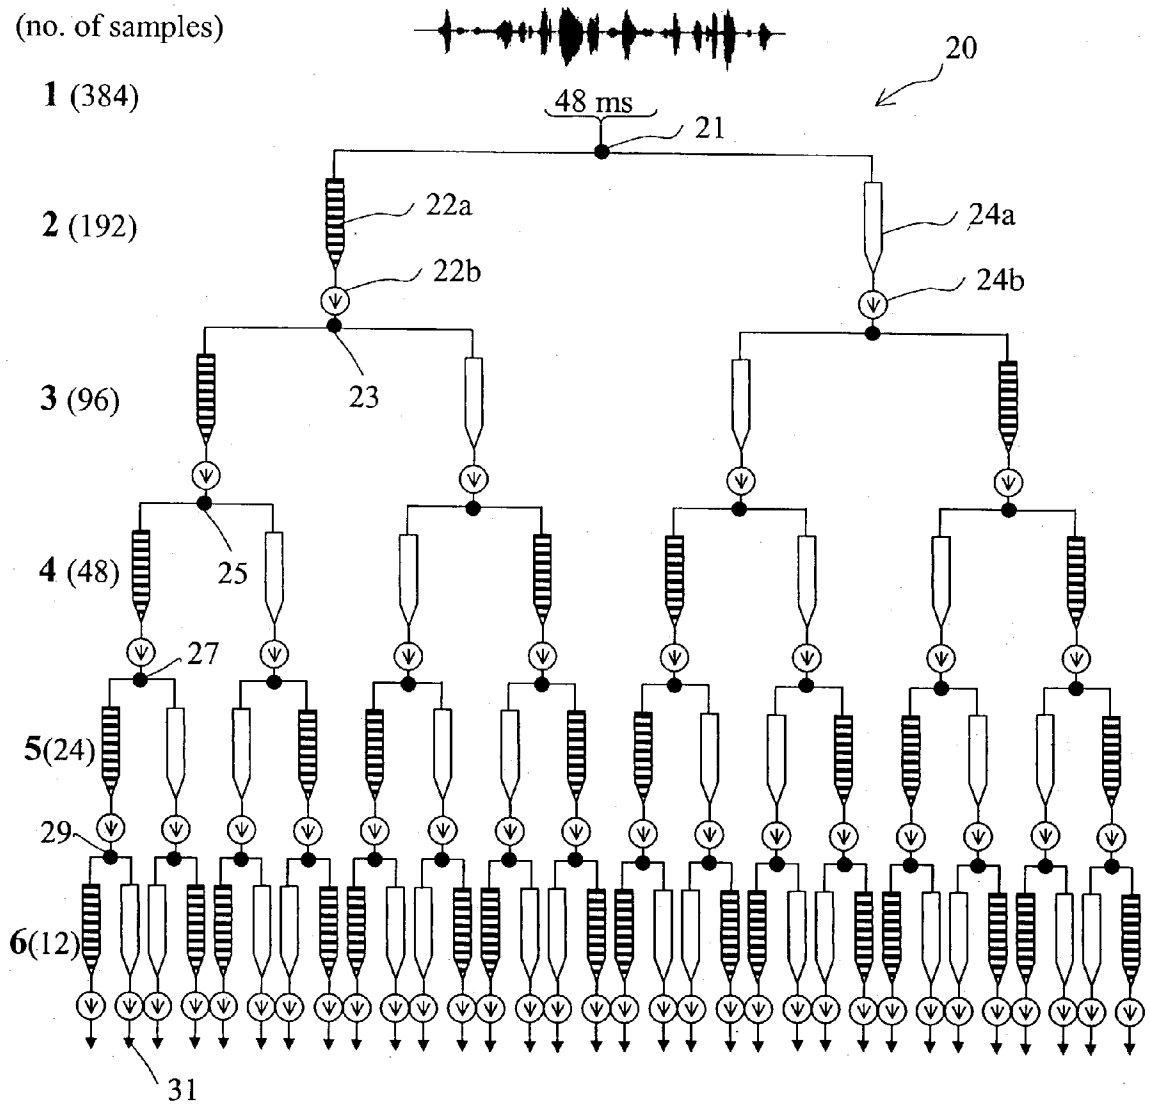 (no. of samples)
20
1 (384)
48 ms
21
22a
24a
2 (192)
22b
24b
3 (96)
23
4 (48)
25
27
5(24)
29
6(12)
31